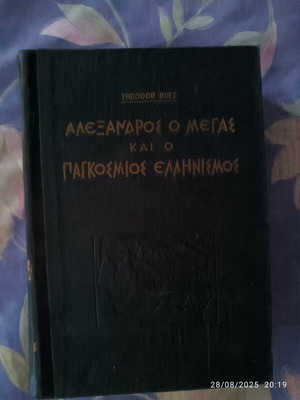 THEODOR BIRT
ΑΛΕΞΑΝΔΡΟΣ Ο ΜΕΓΑΣ
ΚΑΙ Ο
ΠΑΓΚΟΣΜΙΟΣ ΕΛΛΗΝΙΣΜΟΣ
28/08/2025 20:19